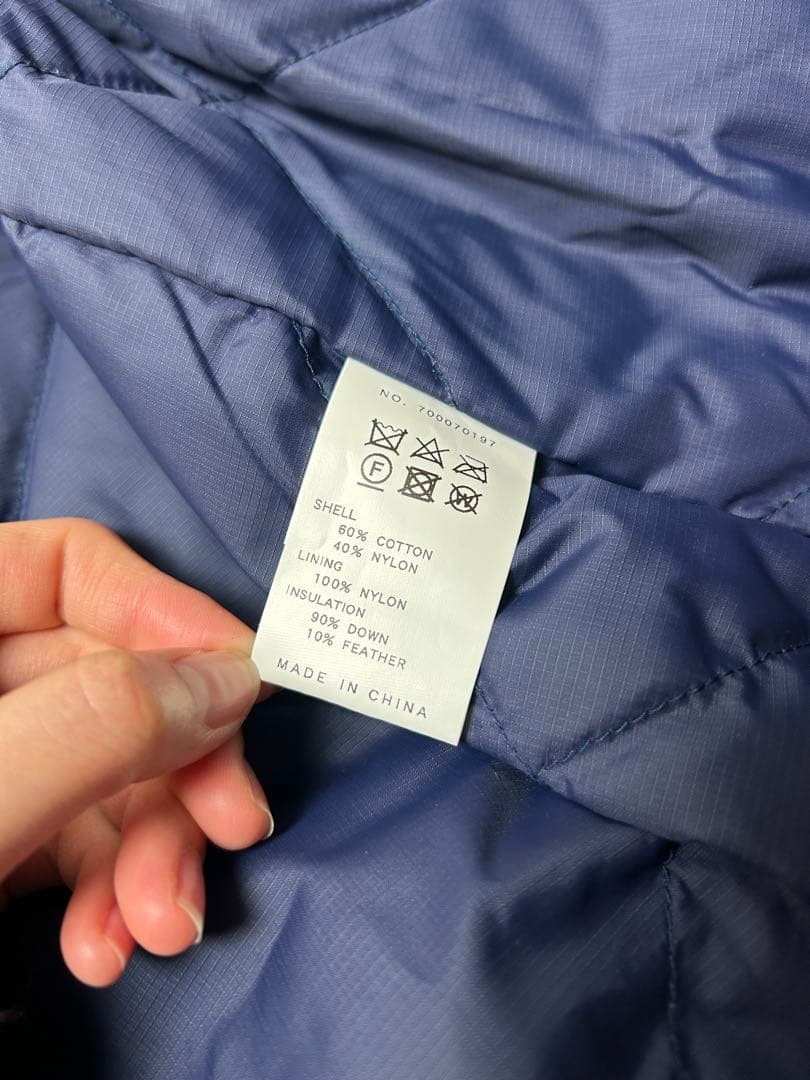 NO. 700070197
F
W
SHELL
60% COTTON
40% NYLON
LINING
100% NYLON
INSULATION
90% DOWN
10% FEATHER
MADE IN CHINA